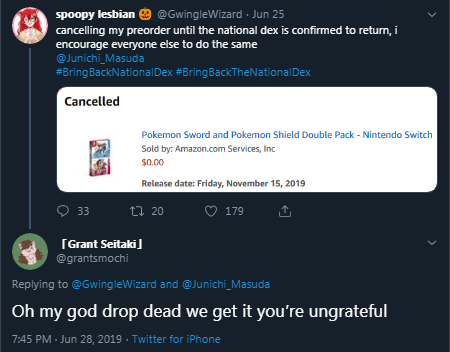 spoopy lesbian 🎃 @GwingleWizard · Jun 25
cancelling my preorder until the national dex is confirmed to return, i
encourage everyone else to do the same
@Junichi_Masuda
#BringBackNationalDex #BringBackTheNationalDex
Cancelled
Pokemon Sword and Pokemon Shield Double Pack - Nintendo Switch
Sold by: Amazon.com Services, Inc
$0.00
Release date: Friday, November 15, 2019
33 20 179
「Grant Seitaki」
@grantsmochi
Replying to @GwingleWizard and @Junichi_Masuda
Oh my god drop dead we get it you’re ungrateful
7:45 PM · Jun 28, 2019 · Twitter for iPhone